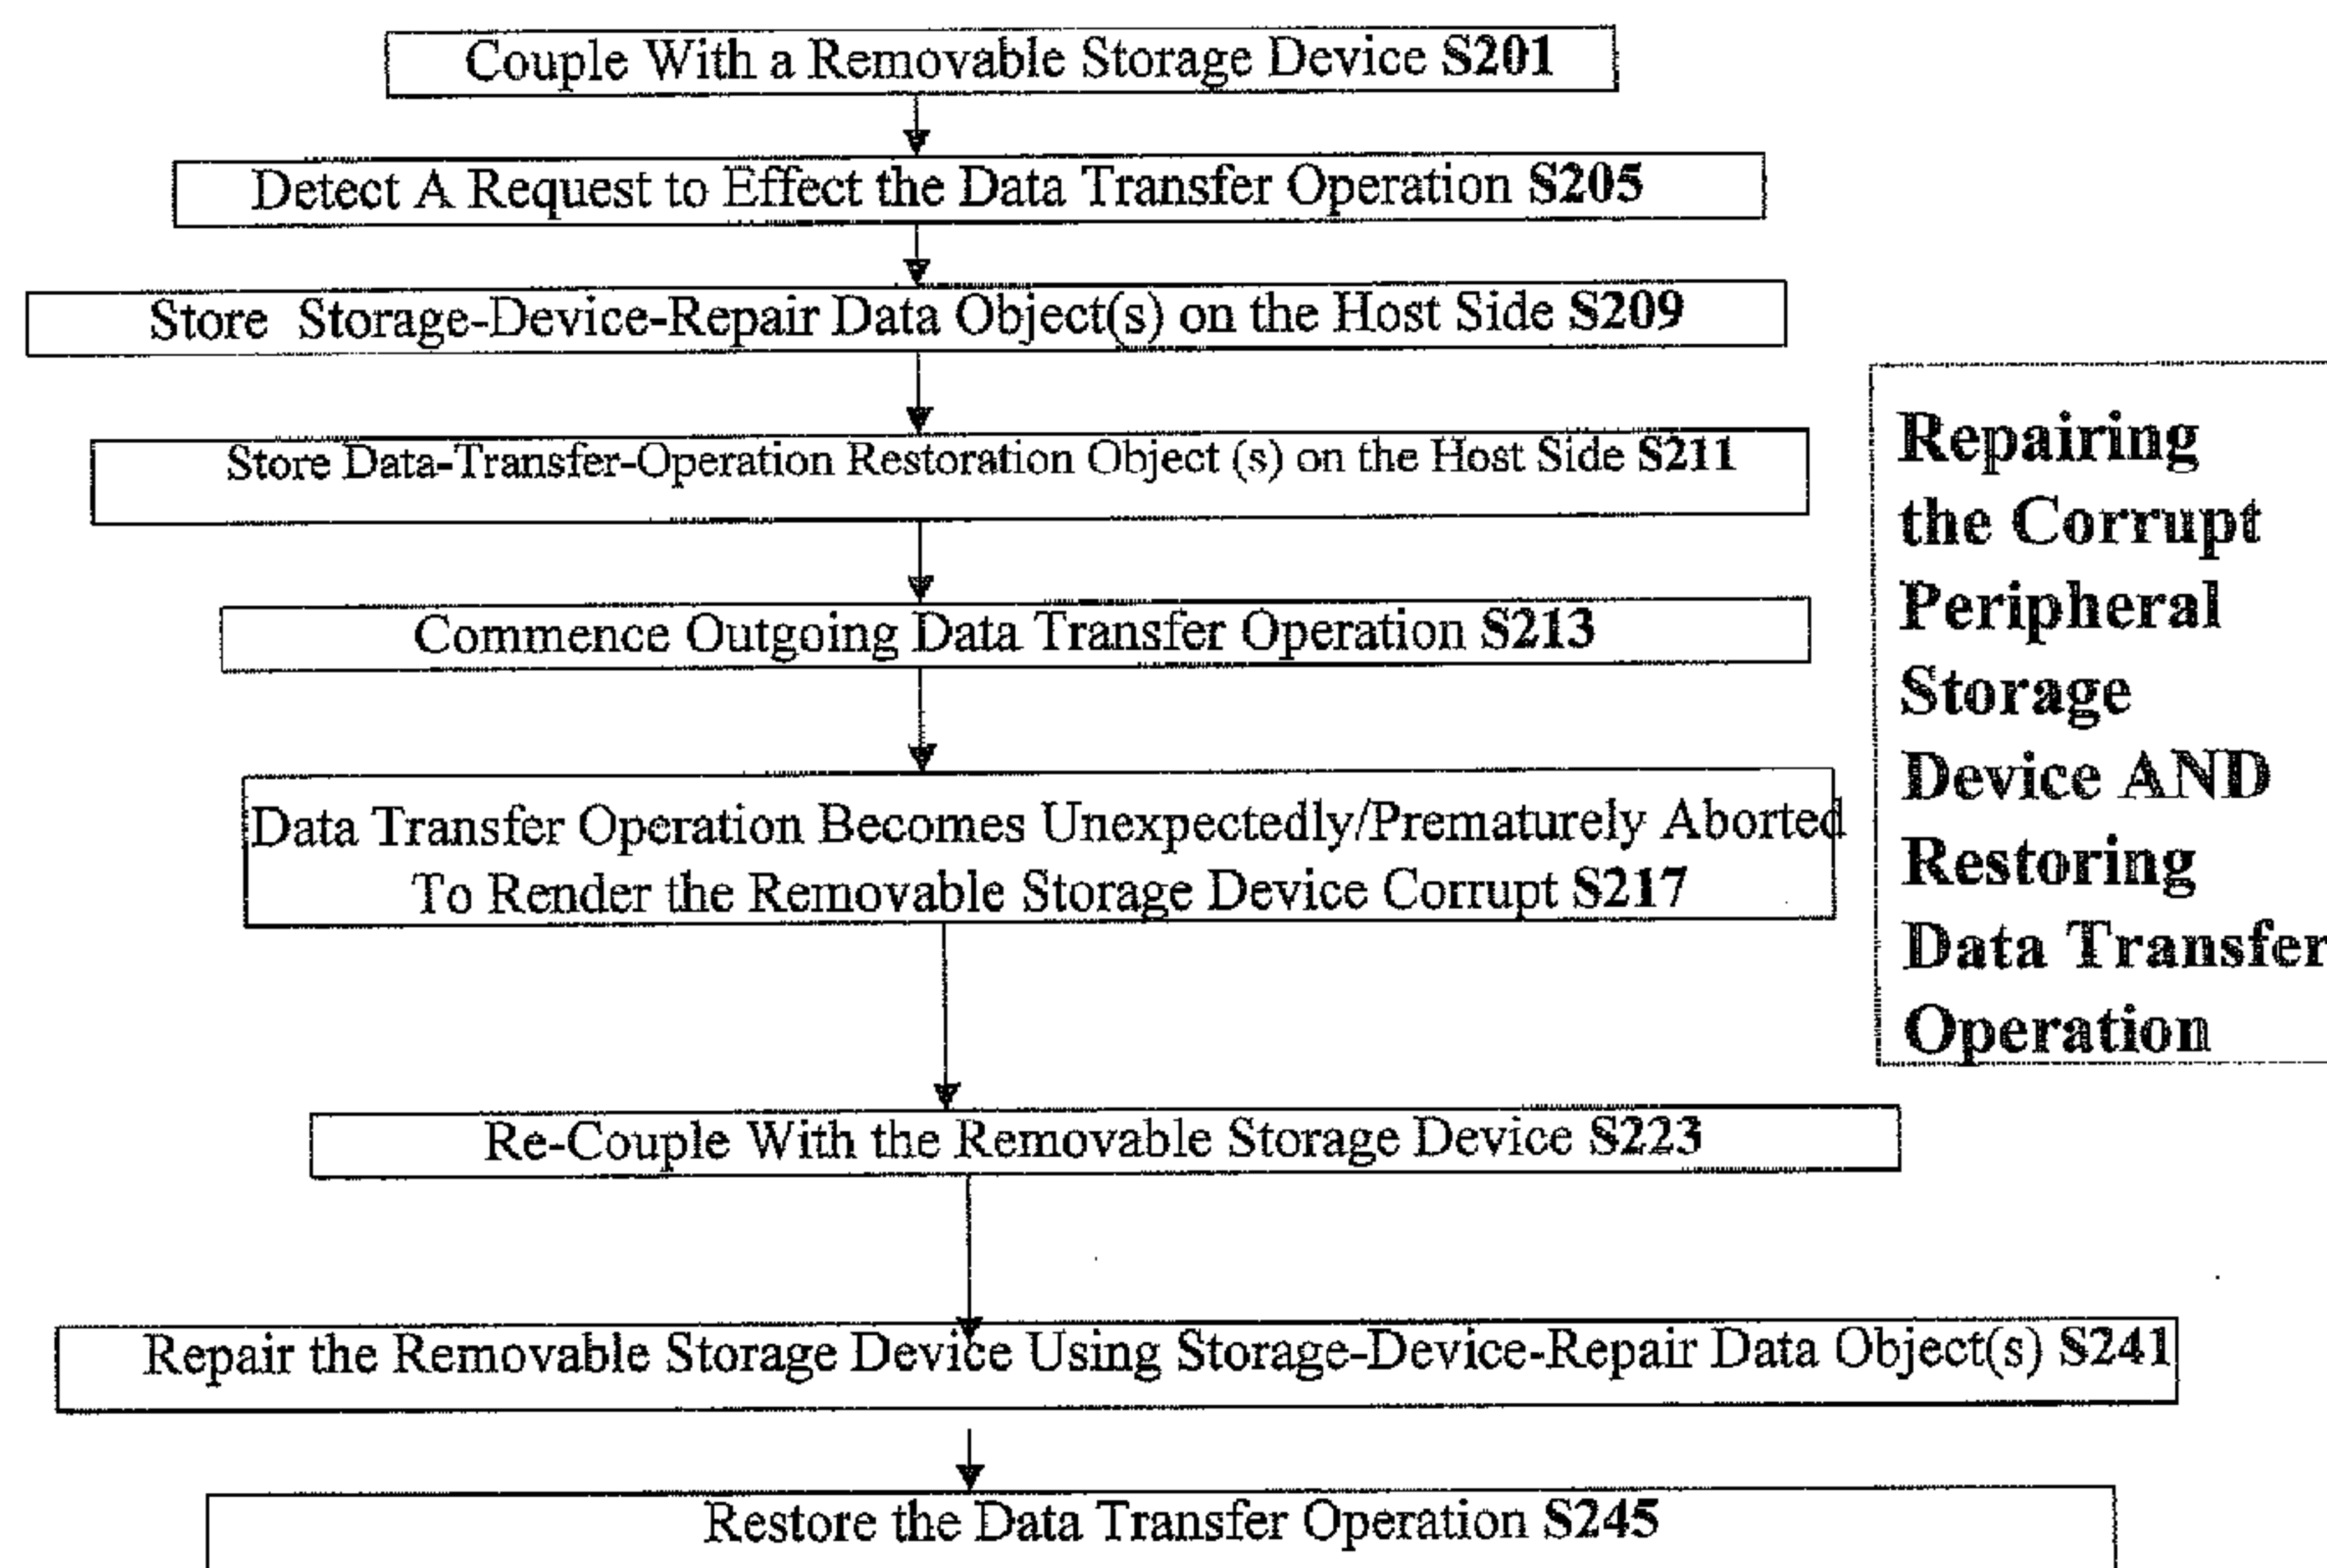 Couple With a Removable Storage Device S201
Detect A Request to Effect the Data Transfer Operation S205
Store Storage-Device-Repair Data Object(s) on the Host Side S209
Store Data-Transfer-Operation Restoration Object (s) on the Host Side S211
Commence Outgoing Data Transfer Operation S213
Data Transfer Operation Becomes Unexpectedly/Prematurely Aborted
To Render the Removable Storage Device Corrupt S217
Re-Couple With the Removable Storage Device S223
Repair the Removable Storage Device Using Storage-Device-Repair Data Object(s) S241
Restore the Data Transfer Operation S245
Repairing
the Corrupt
Peripheral
Storage
Device AND
Restoring
Data Transfer
Operation